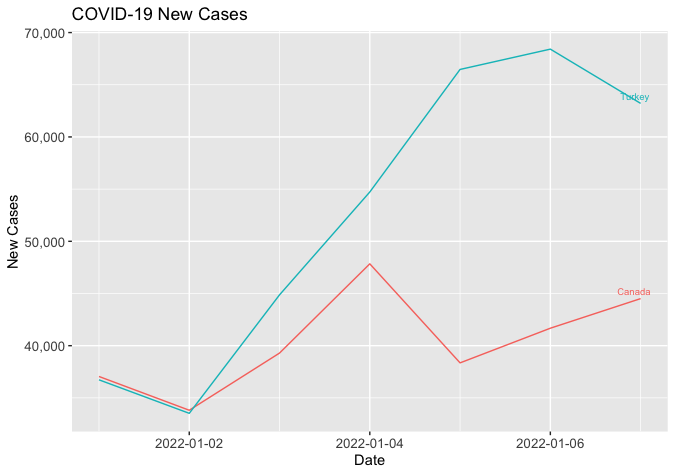 COVID-19 New Cases
70,000
60,000
50,000
40,000
New Cases
Turkey
Canada
2022-01-02 2022-01-04 2022-01-06
Date